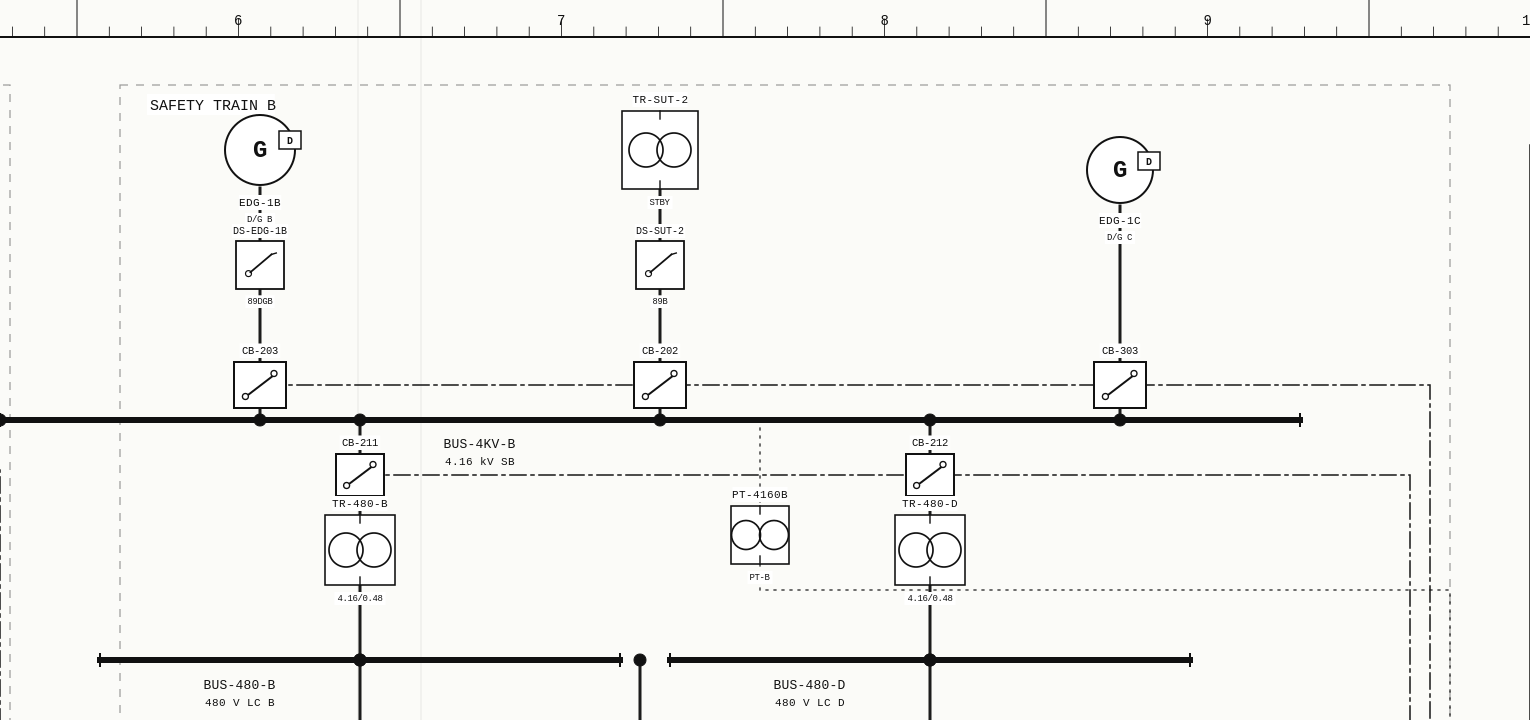 6
7
8
9
1
SAFETY TRAIN B
TR-SUT-2
G
D
G
D
EDG-1B
D/G B
DS-EDG-1B
STBY
DS-SUT-2
EDG-1C
D/G C
89DGB
89B
CB-203
CB-202
CB-303
CB-211
BUS-4KV-B
4.16 kV SB
CB-212
TR-480-B
PT-4160B
TR-480-D
PT-B
4.16/0.48
4.16/0.48
BUS-480-B
480 V LC B
BUS-480-D
480 V LC D